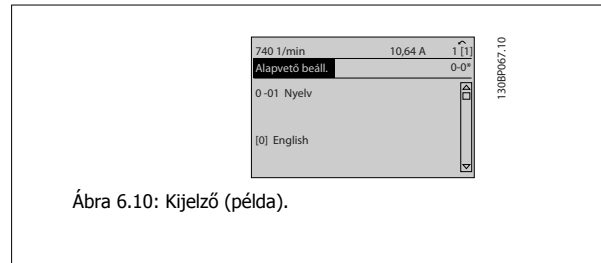 740 1/min 10,64 A 1 [1]
Alapvető beáll. 0-0*
0 -01 Nyelv
[0] English
130BP067.10
Ábra 6.10: Kijelző (példa).